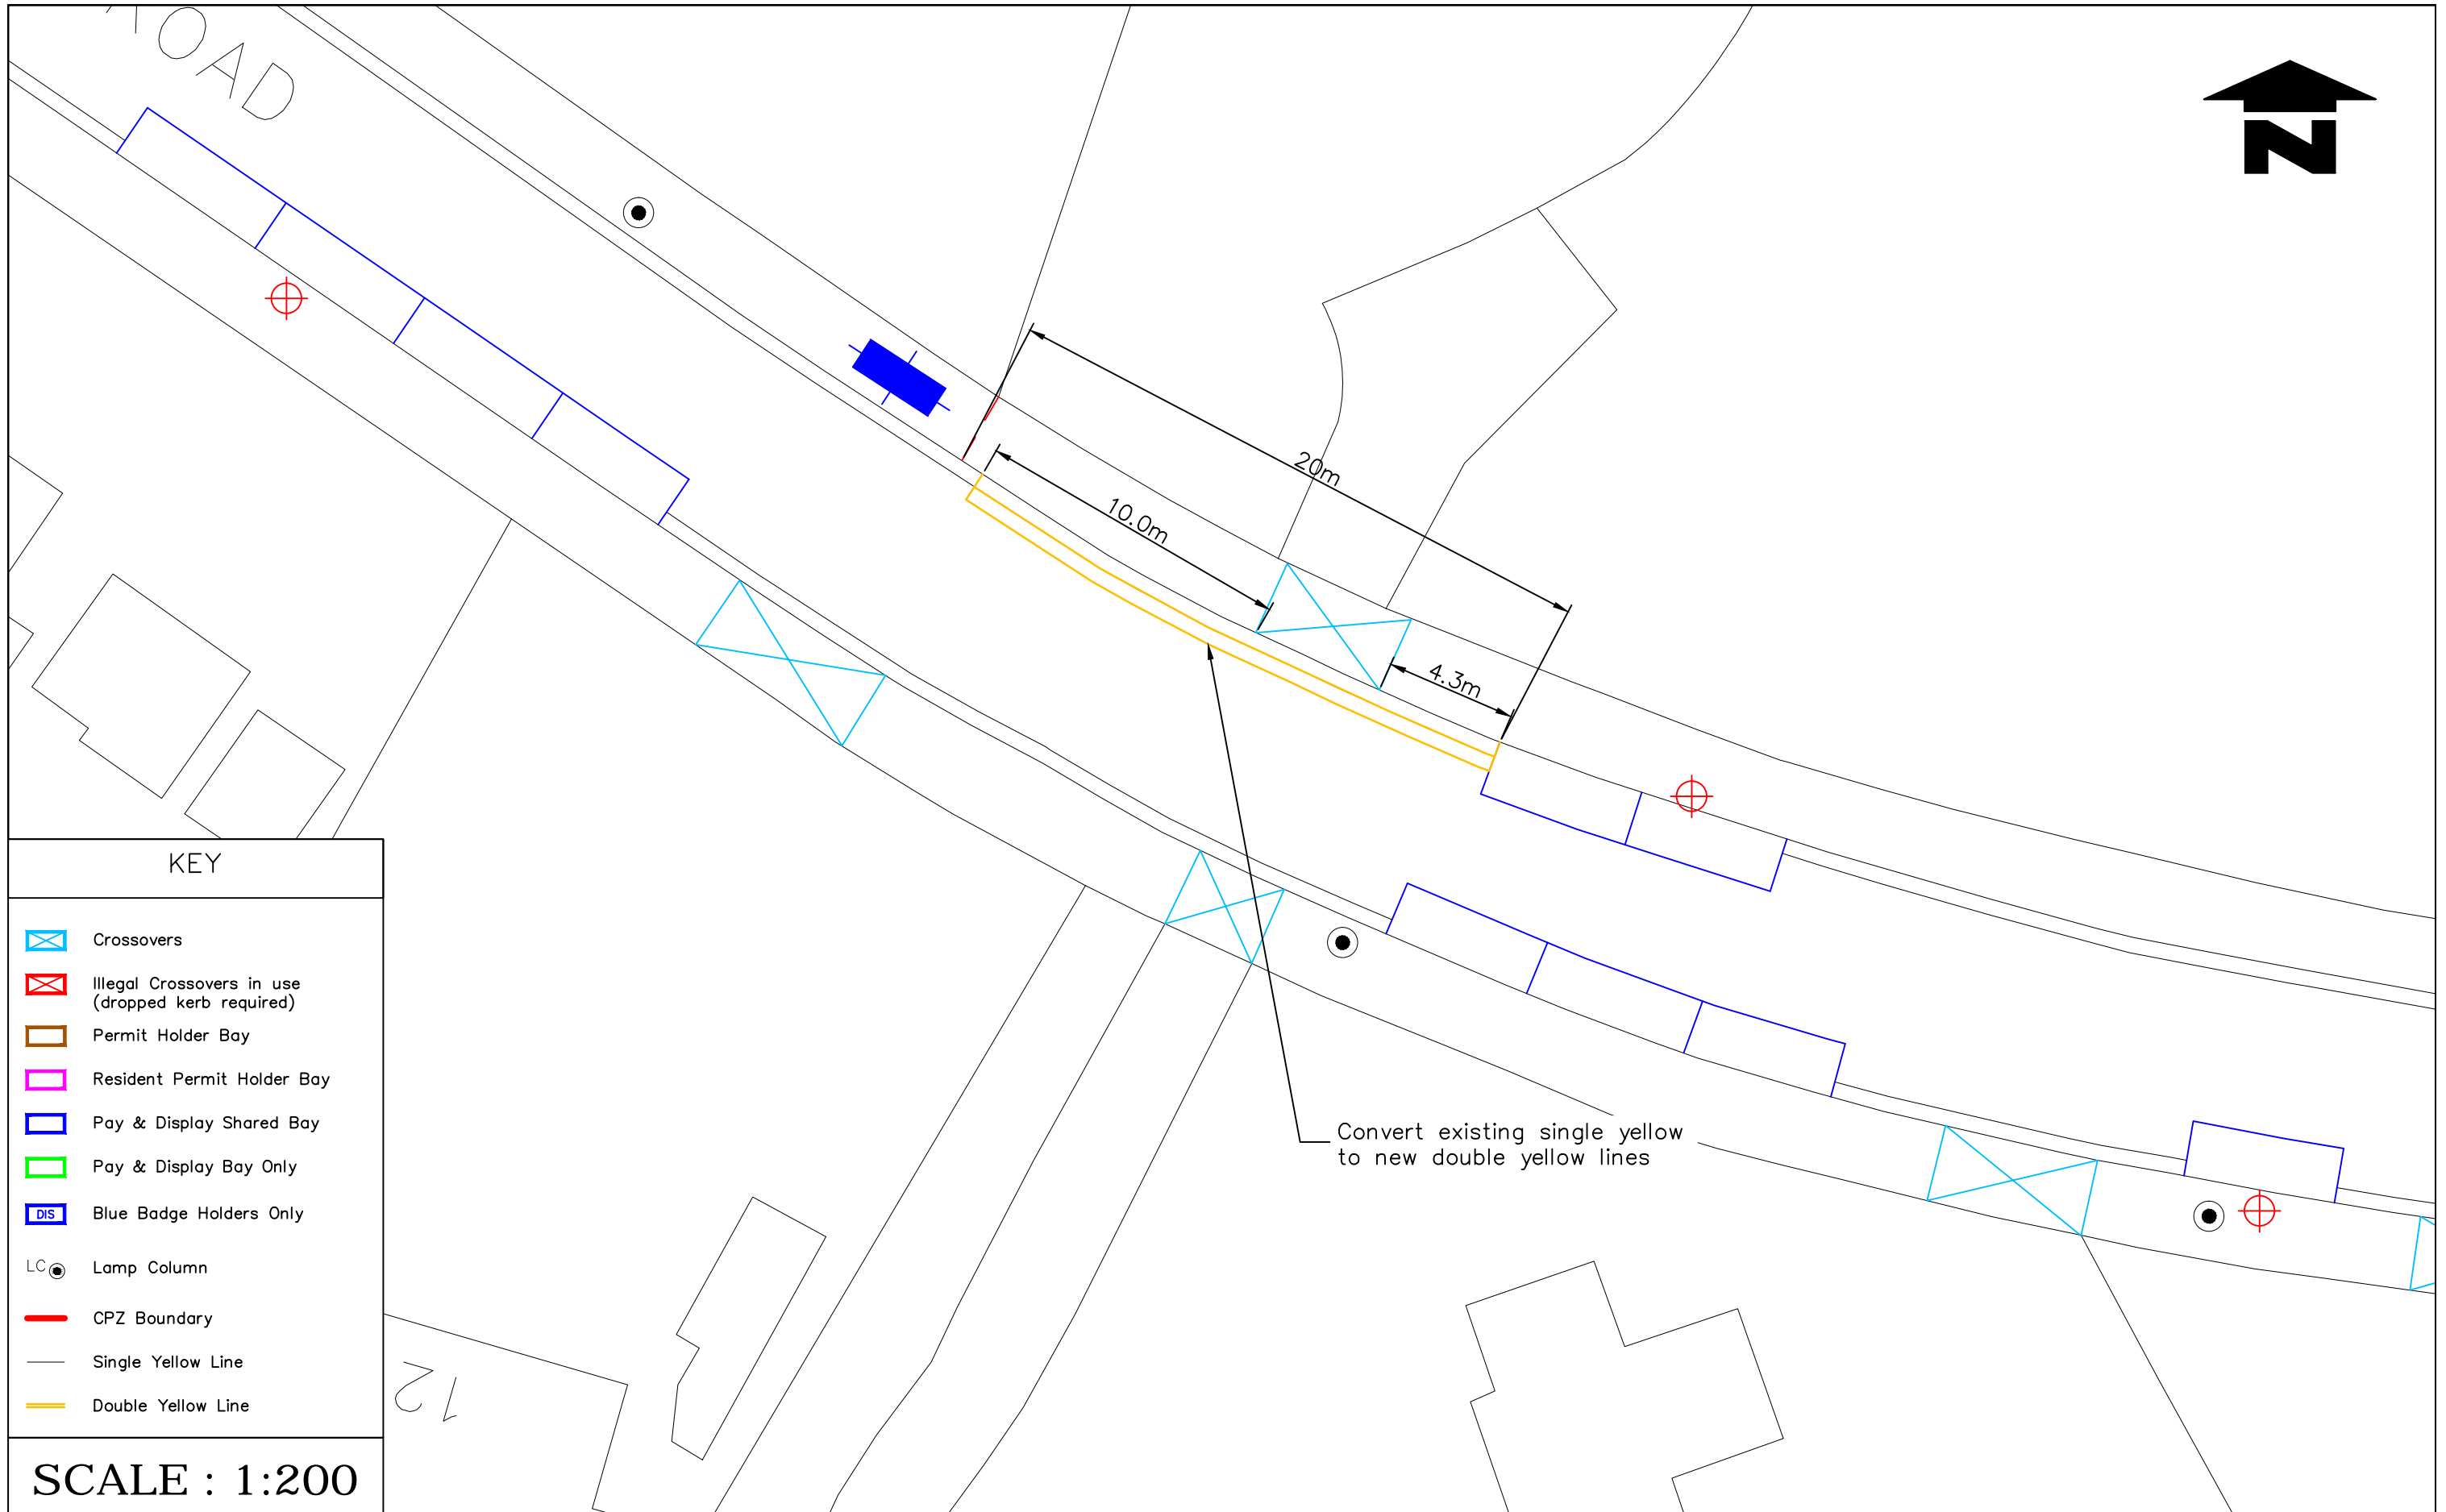 ROAD
N
20m
10.0m
4.3m
Convert existing single yellow
to new double yellow lines
KEY
Crossovers
Illegal Crossovers in use
(dropped kerb required)
Permit Holder Bay
Resident Permit Holder Bay
Pay & Display Shared Bay
Pay & Display Bay Only
DIS Blue Badge Holders Only
LC Lamp Column
CPZ Boundary
Single Yellow Line
Double Yellow Line
12
SCALE : 1:200